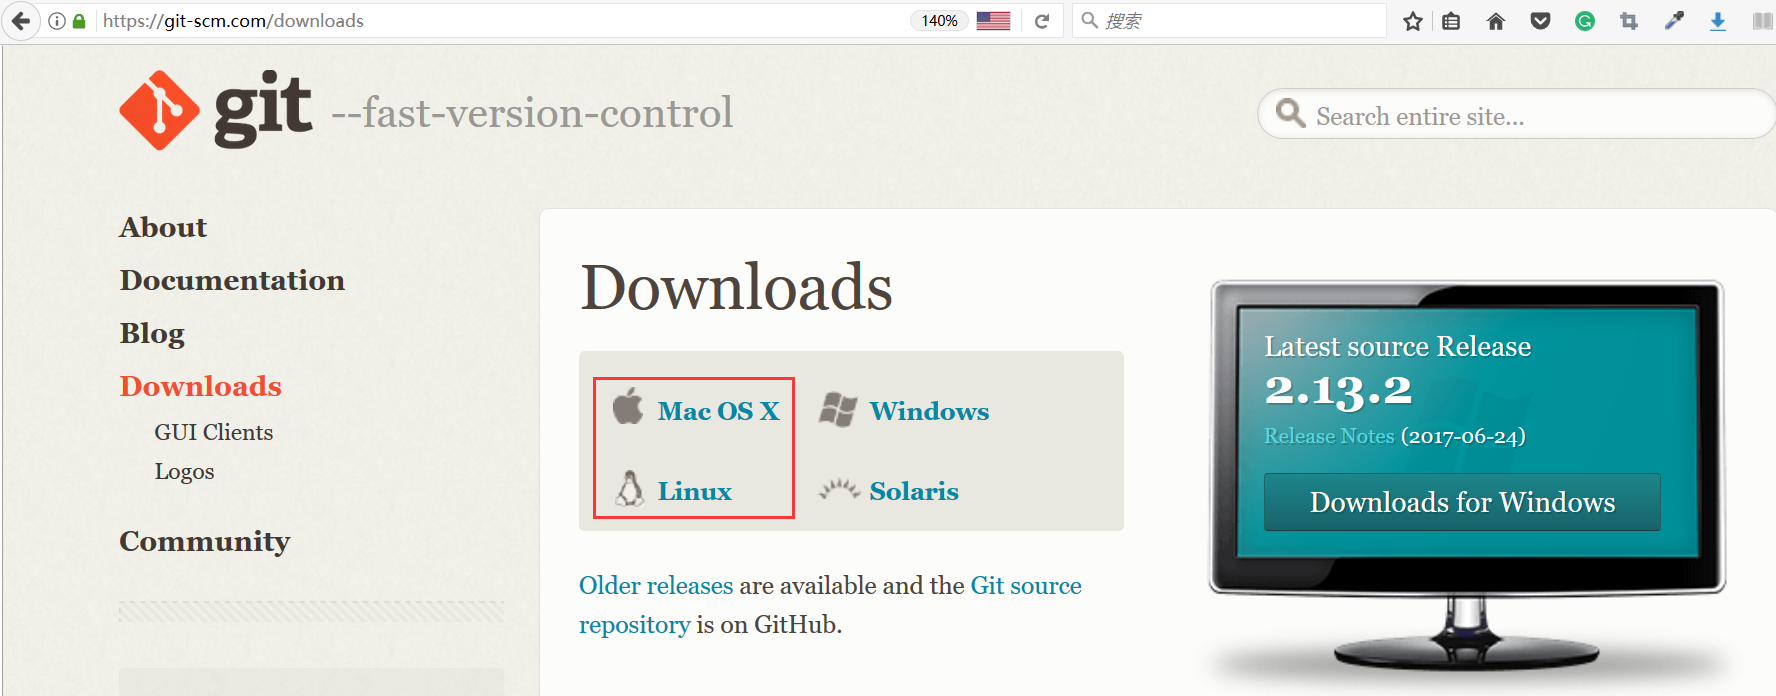 https://git-scm.com/downloads
140%
搜索
git --fast-version-control
Search entire site...
About
Documentation
Blog
Downloads
GUI Clients
Logos
Community
Downloads
Mac OS X
Windows
Linux
Solaris
Older releases are available and the Git source
repository is on GitHub.
Latest source Release
2.13.2
Release Notes (2017-06-24)
Downloads for Windows